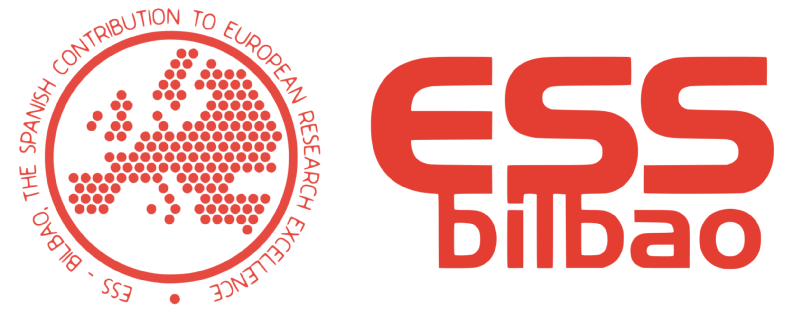 ESS - BILBAO, THE SPANISH CONTRIBUTION TO EUROPEAN RESEARCH EXCELLENCE
ESS
bilbao